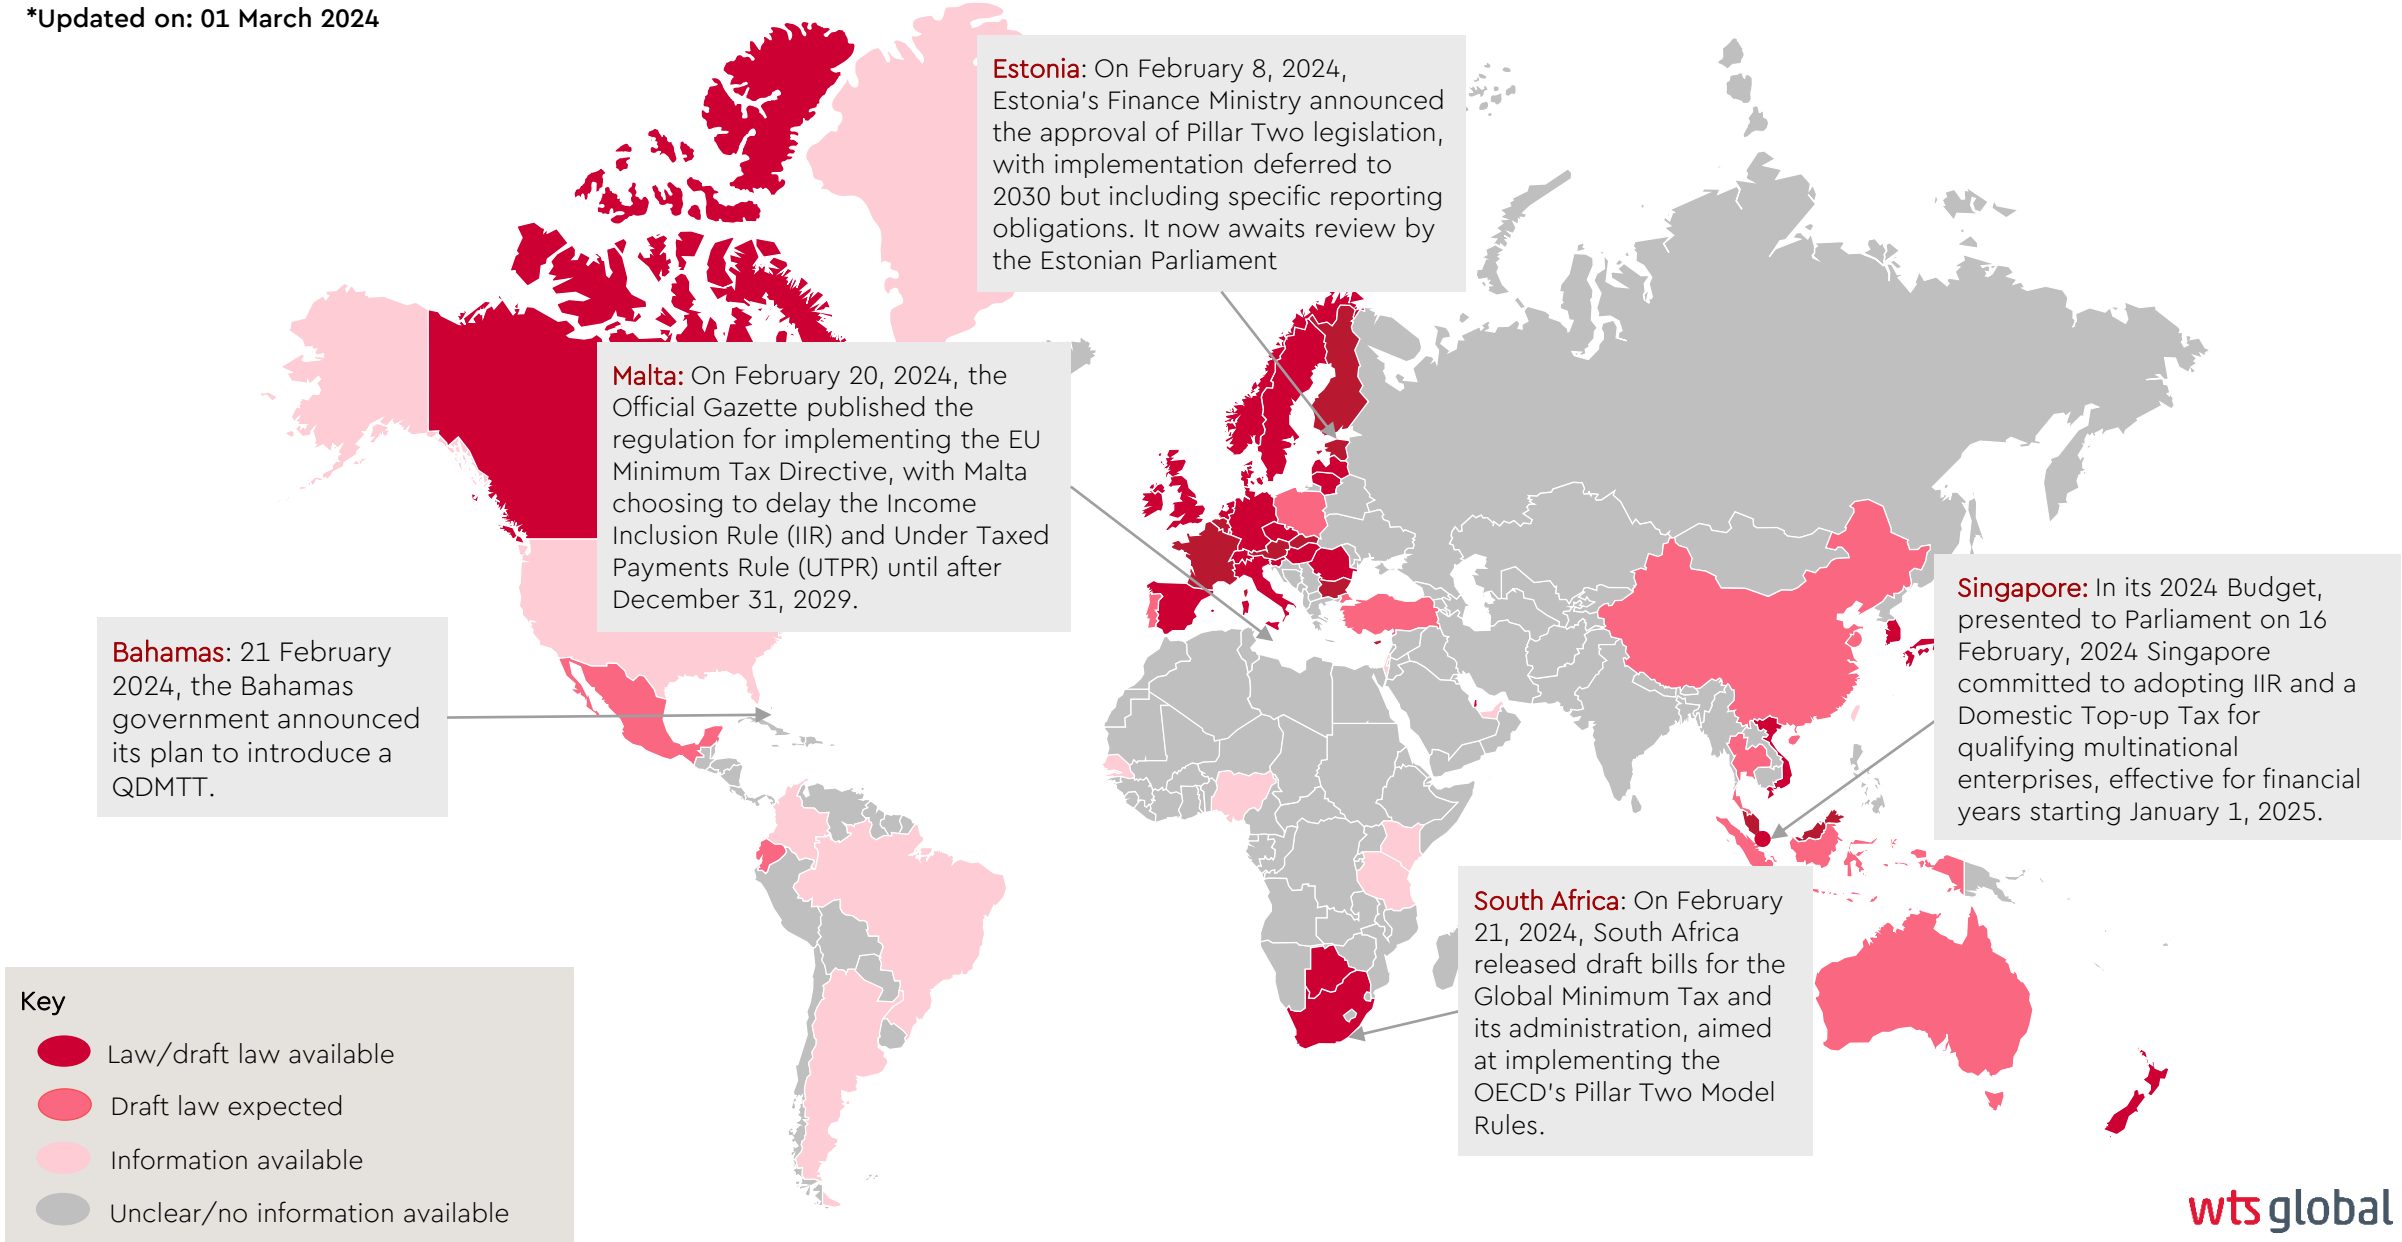 *Updated on: 01 March 2024
Estonia: On February 8, 2024,
Estonia's Finance Ministry announced
the approval of Pillar Two legislation,
with implementation deferred to
2030 but including specific reporting
obligations. It now awaits review by
the Estonian Parliament
Malta: On February 20, 2024, the
Official Gazette published the
regulation for implementing the EU
Minimum Tax Directive, with Malta
choosing to delay the Income
Inclusion Rule (IIR) and Under Taxed
Payments Rule (UTPR) until after
December 31, 2029.
Bahamas: 21 February
2024, the Bahamas
government announced
its plan to introduce a
QDMTT.
Singapore: In its 2024 Budget,
presented to Parliament on 16
February, 2024 Singapore
committed to adopting IIR and a
Domestic Top-up Tax for
qualifying multinational
enterprises, effective for financial
years starting January 1, 2025.
South Africa: On February
21, 2024, South Africa
released draft bills for the
Global Minimum Tax and
its administration, aimed
at implementing the
OECD's Pillar Two Model
Rules.
Key
Law/draft law available
Draft law expected
Information available
Unclear/no information available
wts global